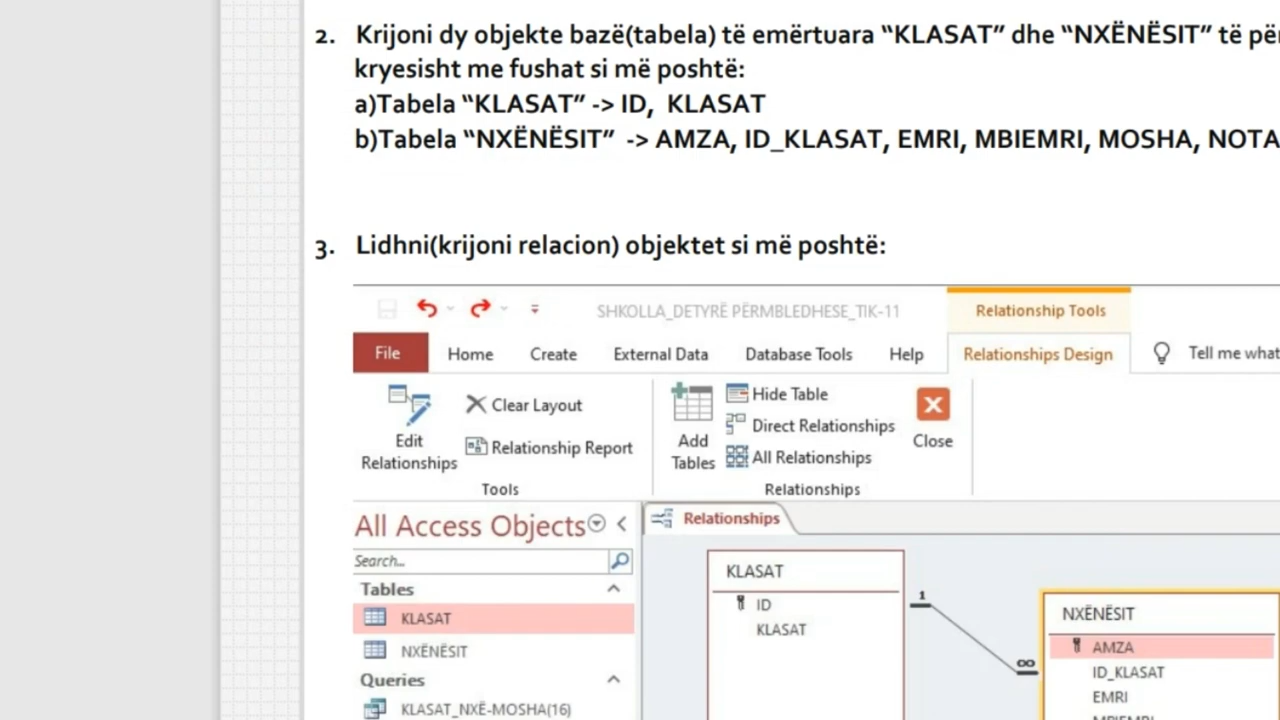 2. Krijoni dy objekte bazë(tabela) të emërtuara “KLASAT” dhe “NXËNËSIT” të
kryesisht me fushat si më poshtë:
a)Tabela “KLASAT” -> ID, KLASAT
b)Tabela “NXËNËSIT” -> AMZA, ID_KLASAT, EMRI, MBIEMRI, MOSHA, NOTA
3. Lidhni(krijoni relacion) objektet si më poshtë:
SHKOLLA_DETYRË PËRMBLEDHESE_TIK-11
Relationship Tools
File Home Create External Data Database Tools Help Relationships Design Tell me what
Edit Relationships
Clear Layout
Relationship Report
Tools
Add Tables
Hide Table
Direct Relationships
All Relationships
Close
Relationships
All Access Objects
Search...
Tables
KLASAT
NXËNËSIT
Queries
KLASAT_NXË-MOSHA(16)
Relationships
KLASAT
ID
KLASAT
1
∞
NXËNËSIT
AMZA
ID_KLASAT
EMRI